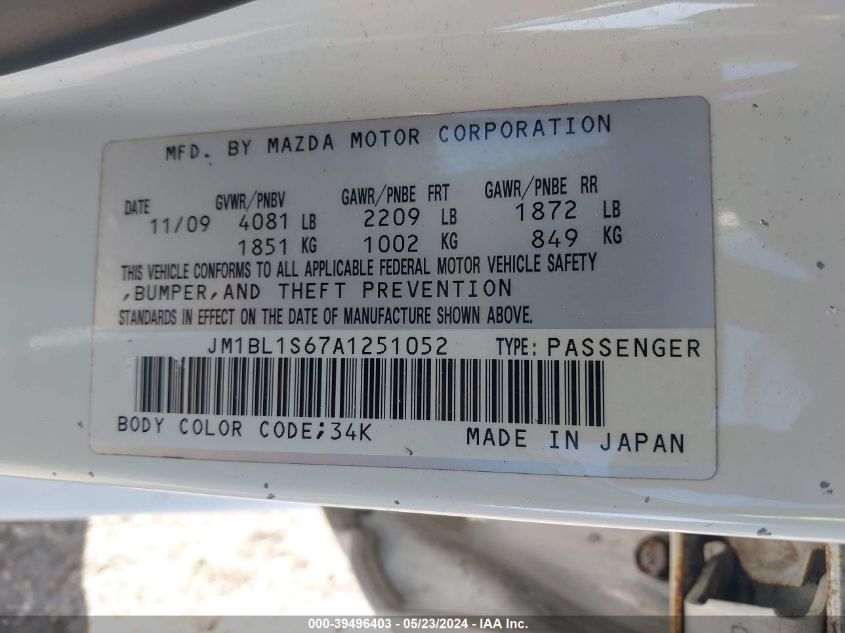 MFD. BY MAZDA MOTOR CORPORATION
DATE GVWR/PNBV GAWR/PNBE FRT GAWR/PNBE RR
11/09 4081 LB 2209 LB 1872 LB
1851 KG 1002 KG 849 KG
THIS VEHICLE CONFORMS TO ALL APPLICABLE FEDERAL MOTOR VEHICLE SAFETY
,BUMPER,AND THEFT PREVENTION
STANDARDS IN EFFECT ON THE DATE OF MANUFACTURE SHOWN ABOVE.
JM1BL1S67A1251052 TYPE: PASSENGER
BODY COLOR CODE;34K MADE IN JAPAN
000-39496403 - 05/23/2024 - IAAI Inc.